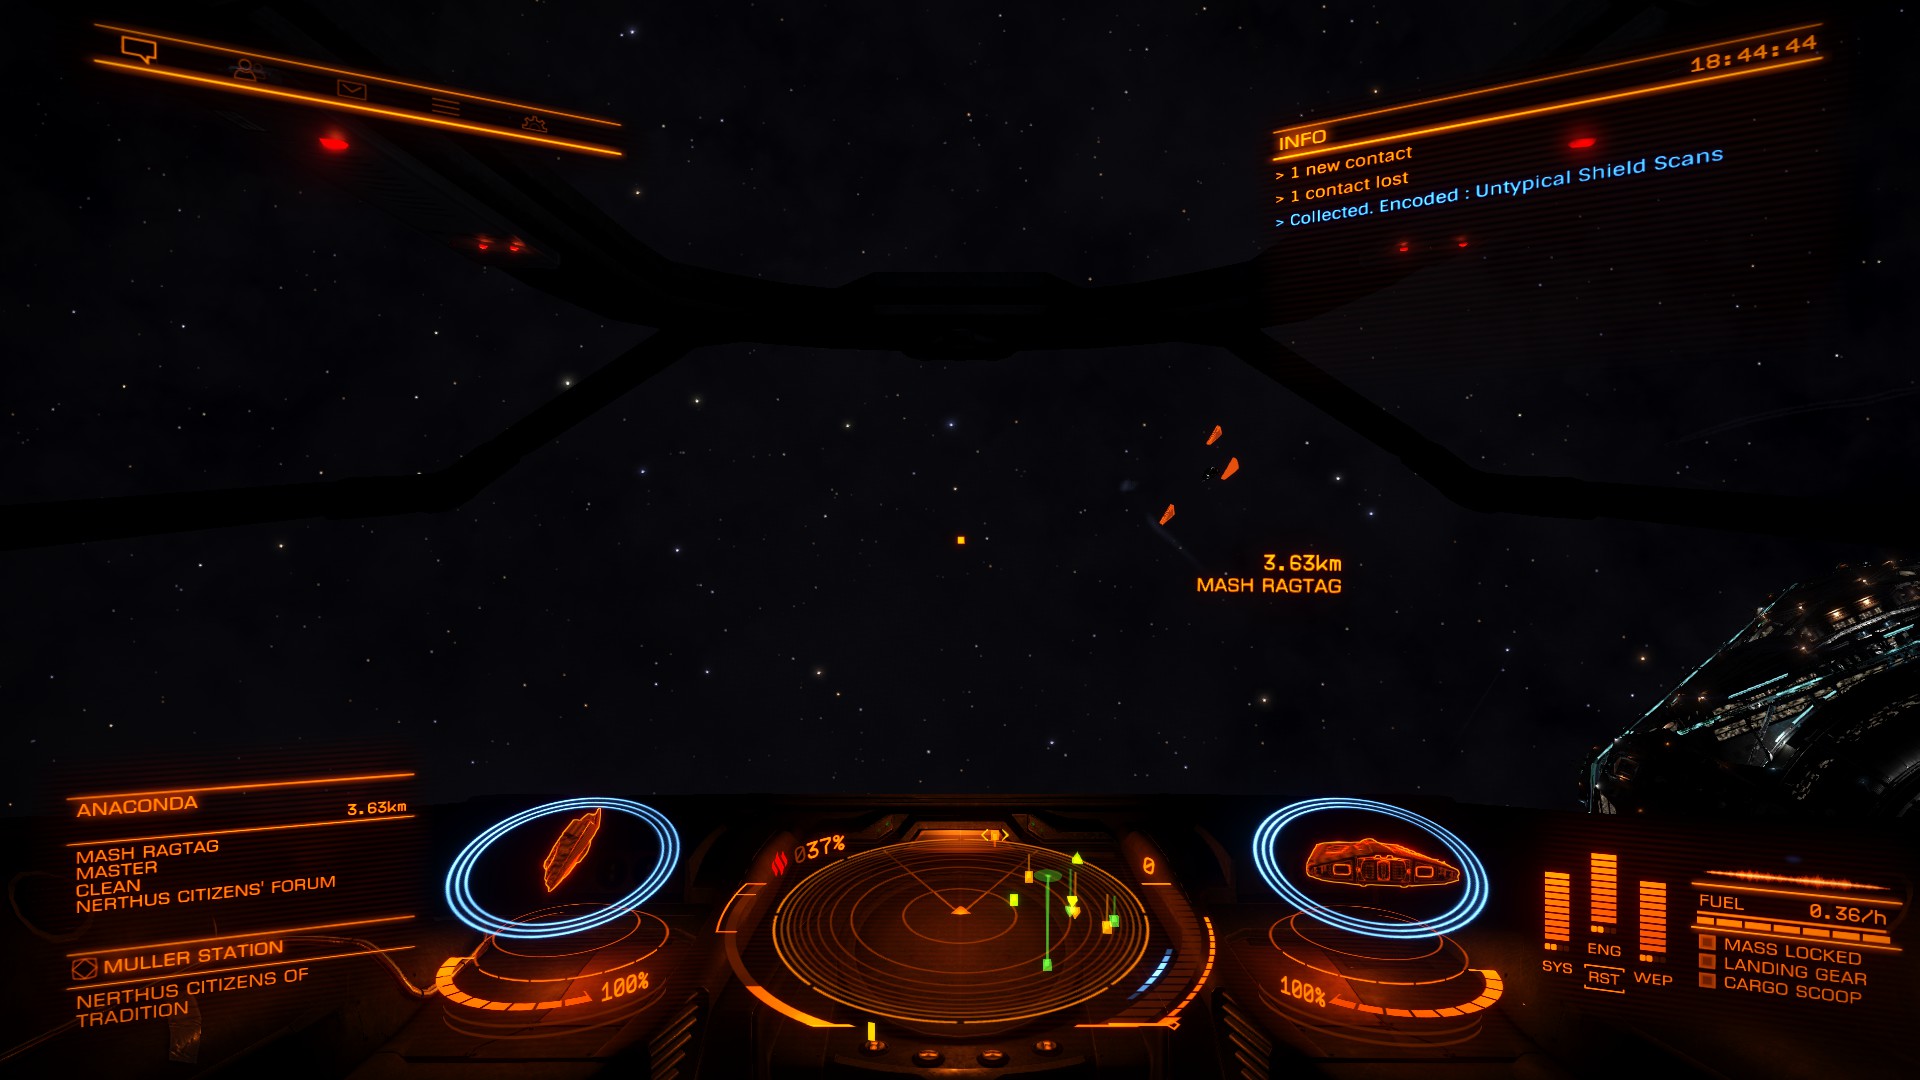 18:44:44
INFO
> 1 new contact
> 1 contact lost
> Collected. Encoded : Untypical Shield Scans
3.63km
MASH RAGTAG
ANACONDA
3.63km
MASH RAGTAG
MASTER
CLEAN
NERTHUS CITIZENS' FORUM
MULLER STATION
NERTHUS CITIZENS OF
TRADITION
100%
037%
0
100%
SYS
ENG
RST
WEP
FUEL
0.36/h
MASS LOCKED
LANDING GEAR
CARGO SCOOP